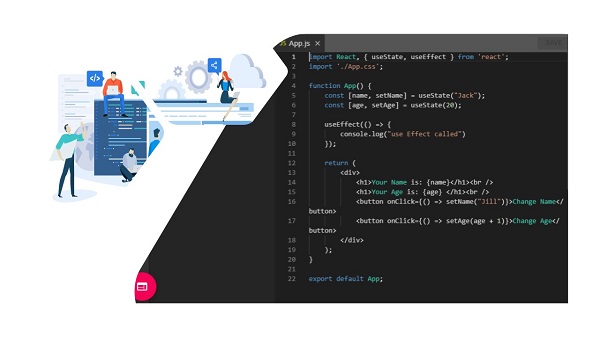 JS App.js ×
1 import React, { useState, useEffect } from 'react';
2 import './App.css';
3
4 function App() {
5 const [name, setName] = useState("Jack");
6 const [age, setAge] = useState(20);
7
8 useEffect(() => {
9 console.log("use Effect called")
10 });
11
12 return (
13 <div>
14 <h1>Your Name is: {name}</h1><br />
15 <h1>Your Age is: {age} </h1><br />
16 <button onClick={() => setName("Jill")}>Change Name</
button>
17 <button onClick={() => setAge(age + 1)}>Change Age</
button>
18 </div>
19 );
20 }
21
22 export default App;